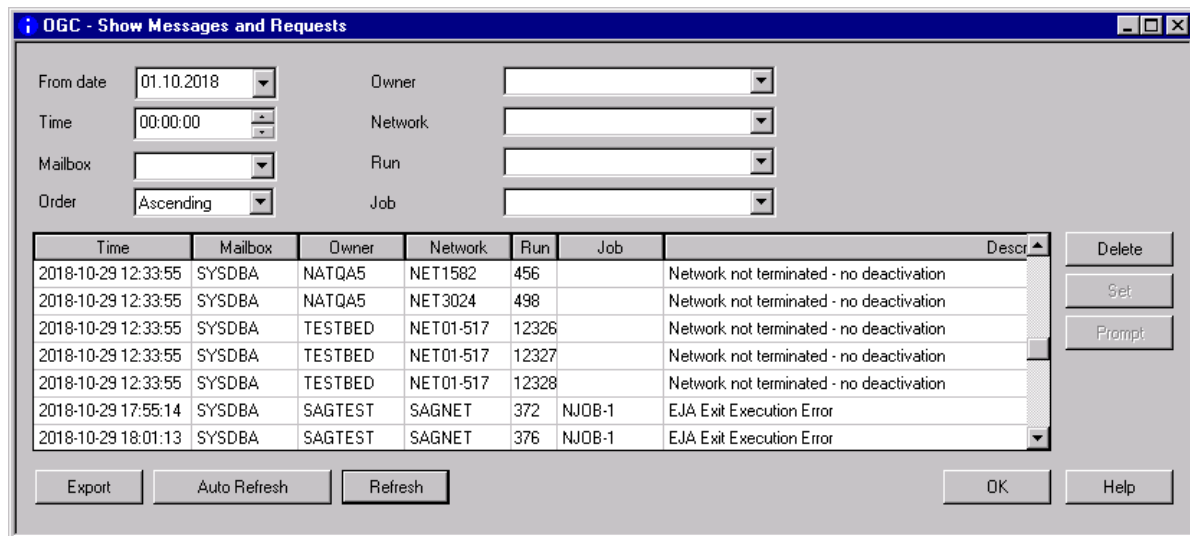 OGC - Show Messages and Requests
From date 01.10.2018 Owner
Time 00:00:00 Network
Mailbox Run
Order Ascending Job
Time Mailbox Owner Network Run Job Descr
2018-10-29 12:33:55 SYSDBA NATQA5 NET1582 456 Network not terminated - no deactivation
2018-10-29 12:33:55 SYSDBA NATQA5 NET3024 498 Network not terminated - no deactivation
2018-10-29 12:33:55 SYSDBA TESTBED NET01-517 12326 Network not terminated - no deactivation
2018-10-29 12:33:55 SYSDBA TESTBED NET01-517 12327 Network not terminated - no deactivation
2018-10-29 12:33:55 SYSDBA TESTBED NET01-517 12328 Network not terminated - no deactivation
2018-10-29 17:55:14 SYSDBA SAGTEST SAGNET 372 NJOB-1 EJA Exit Execution Error
2018-10-29 18:01:13 SYSDBA SAGTEST SAGNET 376 NJOB-1 EJA Exit Execution Error
Delete
Set
Prompt
Export Auto Refresh Refresh OK Help